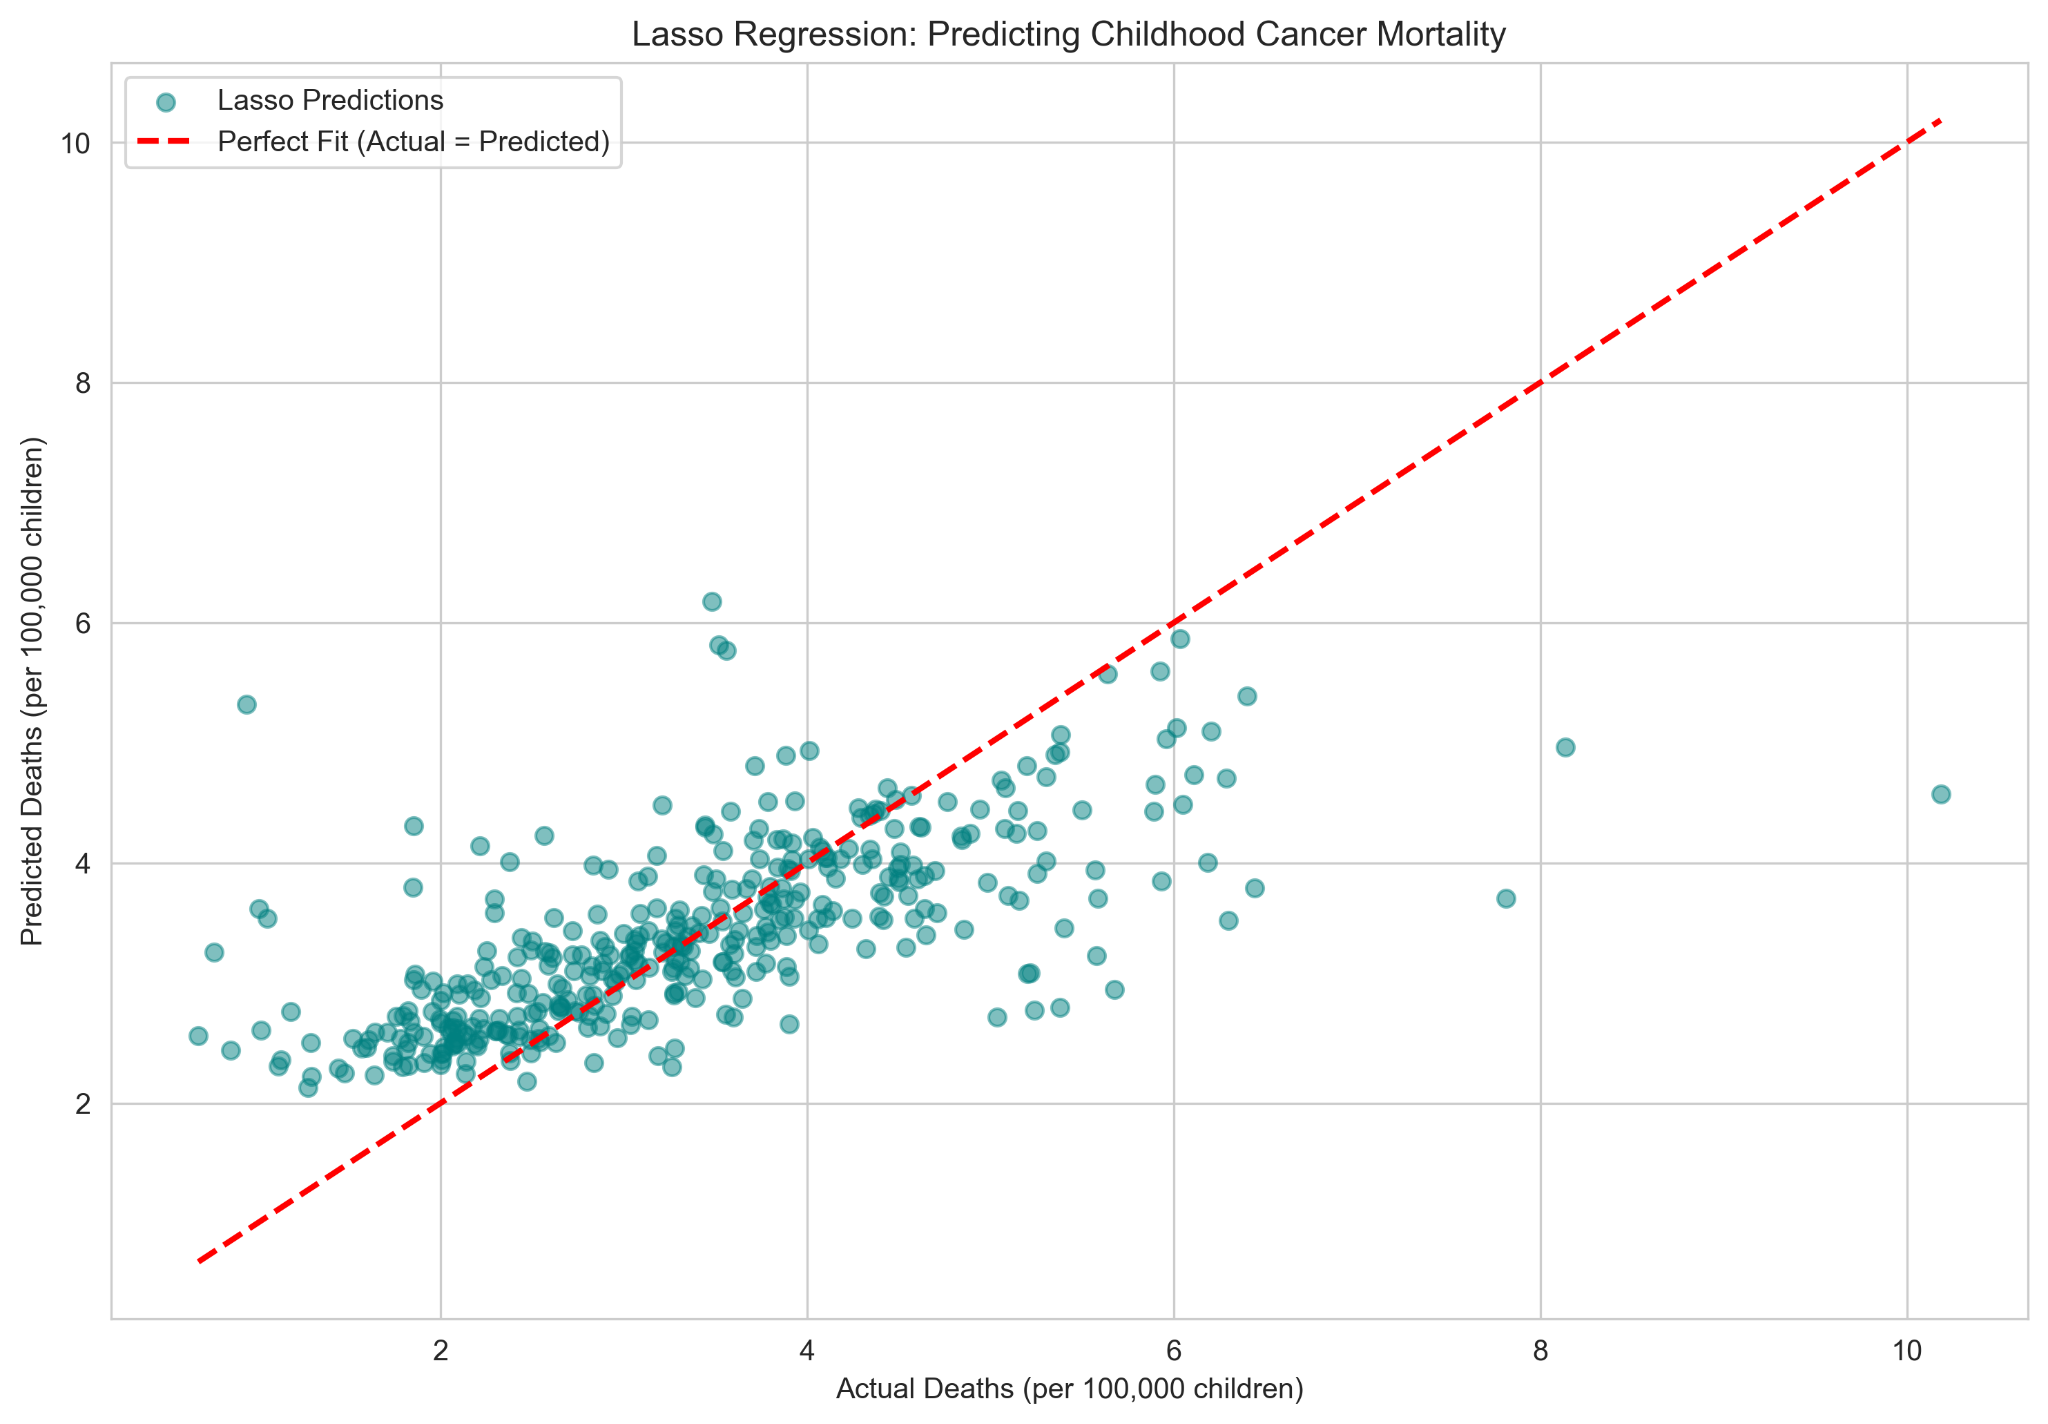 Lasso Regression: Predicting Childhood Cancer Mortality
Lasso Predictions
Perfect Fit (Actual = Predicted)
Predicted Deaths (per 100,000 children)
10
8
6
4
2
2
4
6
8
10
Actual Deaths (per 100,000 children)